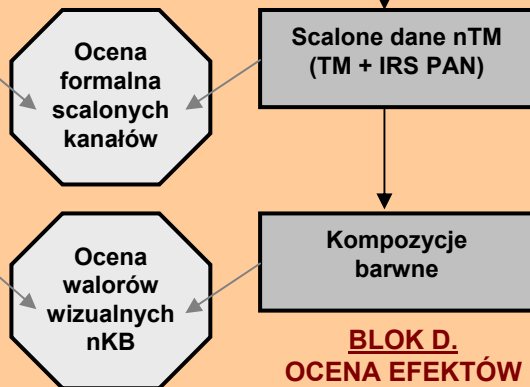 Ocena
formalna
scalonych
kanałów
Scalone dane nTM
(TM + IRS PAN)
Ocena
walorów
wizualnych
nKB
Kompozycje
barwne
BLOK D.
OCENA EFEKTÓW